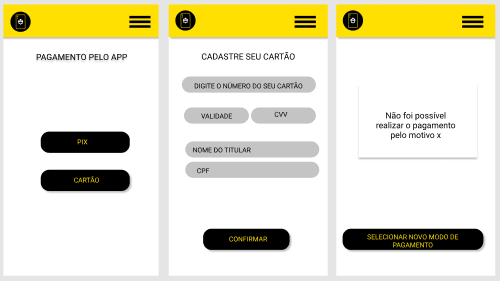 PAGAMENTO PELO APP
PIX
CARTÃO
CADASTRE SEU CARTÃO
DIGITE O NÚMERO DO SEU CARTÃO
VALIDADE
CVV
NOME DO TITULAR
CPF
CONFIRMAR
Não foi possível
realizar o pagamento
pelo motivo x
SELECIONAR NOVO MODO DE
PAGAMENTO